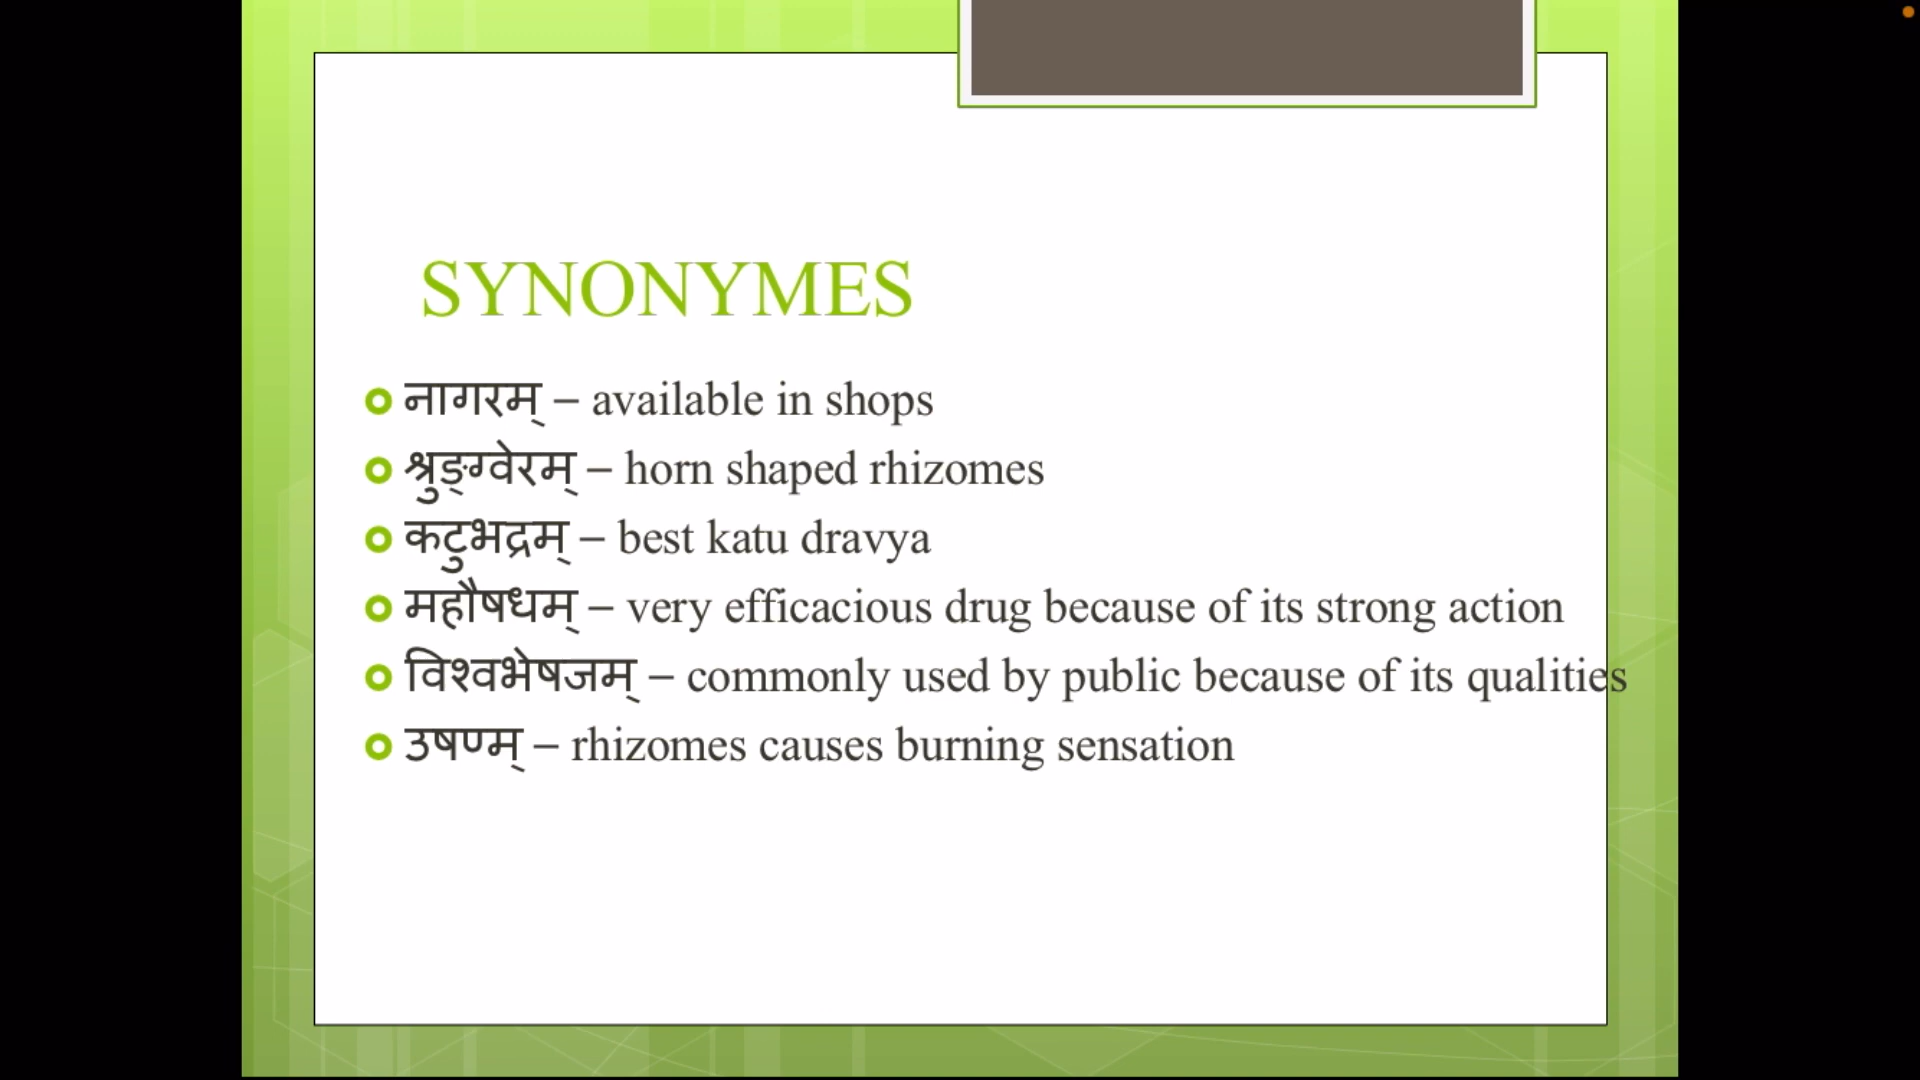 SYNONYMES
नागरम् – available in shops
श्रुङ्ग्वेरम् – horn shaped rhizomes
कटुभद्रम् – best katu dravya
महौषधम् – very efficacious drug because of its strong action
विश्वभेषजम् – commonly used by public because of its qualities
उषण्म् – rhizomes causes burning sensation